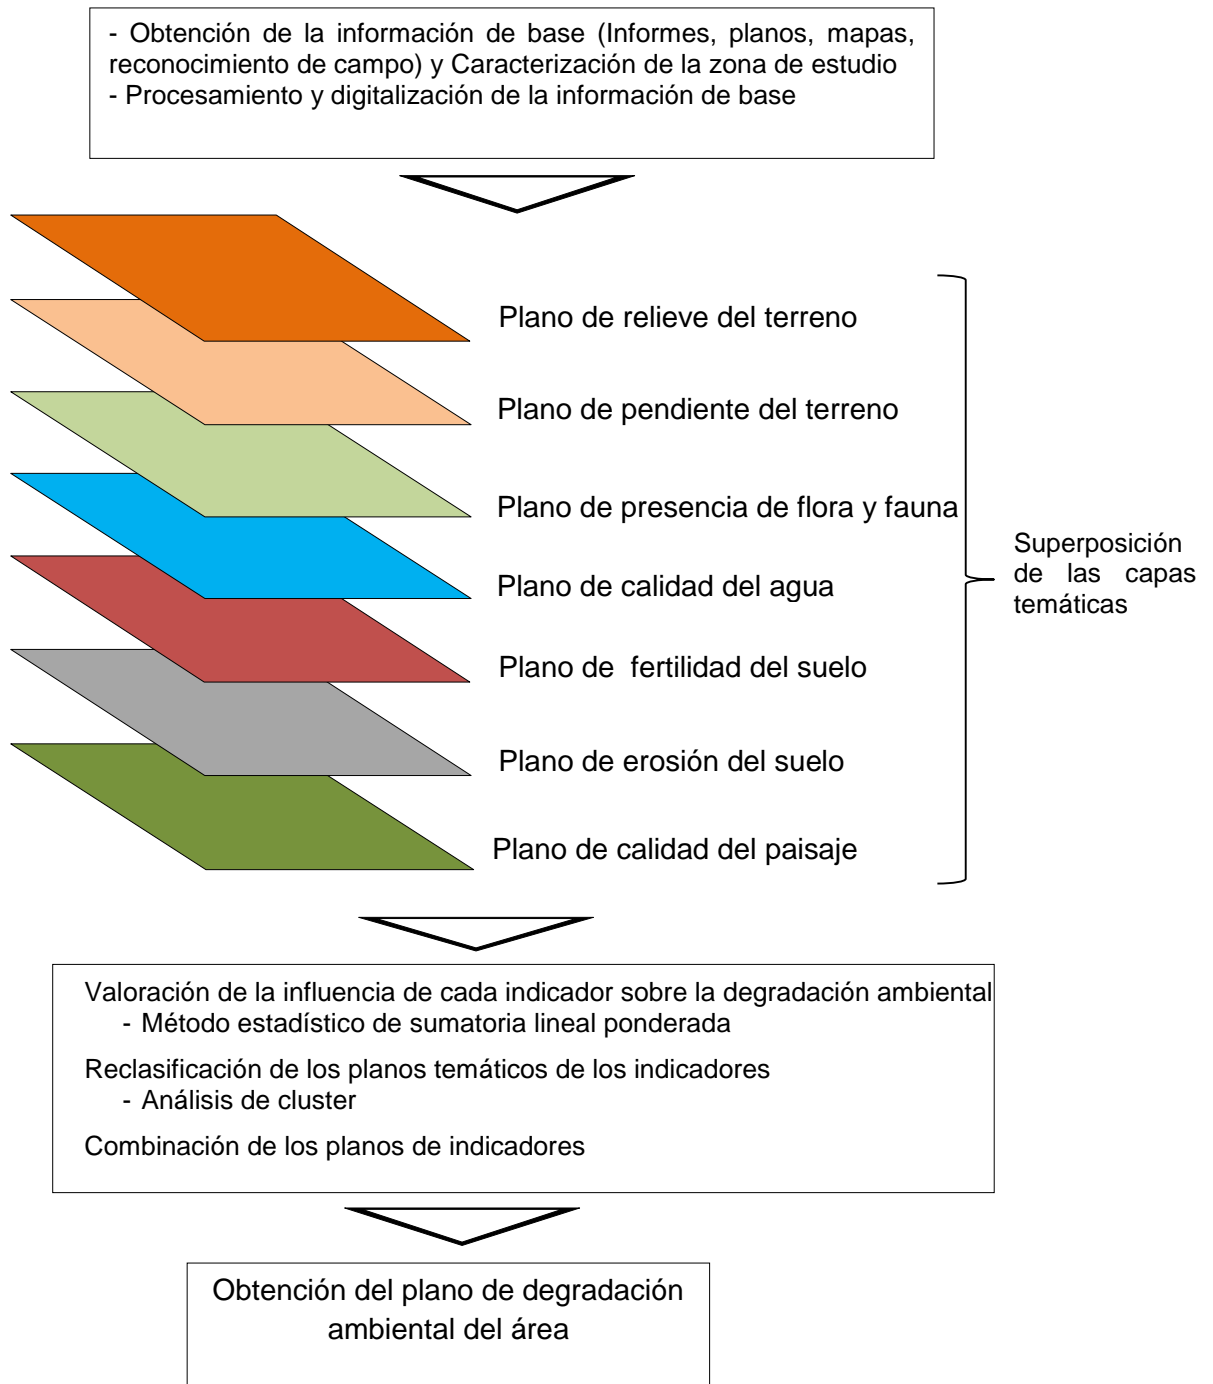 - Obtención de la información de base (Informes, planos, mapas,
reconocimiento de campo) y Caracterización de la zona de estudio
- Procesamiento y digitalización de la información de base
Plano de relieve del terreno
Plano de pendiente del terreno
Plano de presencia de flora y fauna
Plano de calidad del agua
Plano de  fertilidad del suelo
Plano de erosión del suelo
Plano de calidad del paisaje
Superposición
de las capas
temáticas
Valoración de la influencia de cada indicador sobre la degradación ambiental
- Método estadístico de sumatoria lineal ponderada
Reclasificación de los planos temáticos de los indicadores
- Análisis de cluster
Combinación de los planos de indicadores
Obtención del plano de degradación
ambiental del área